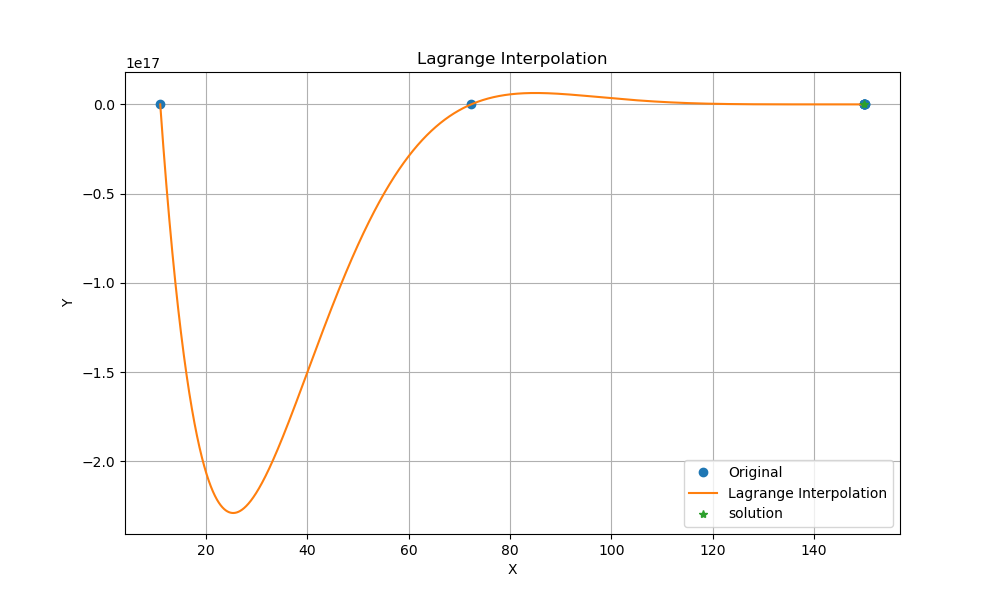 Lagrange Interpolation
1e17
0.0
−0.5
−1.0
−1.5
−2.0
Y
20 40 60 80 100 120 140
X
Original
Lagrange Interpolation
solution